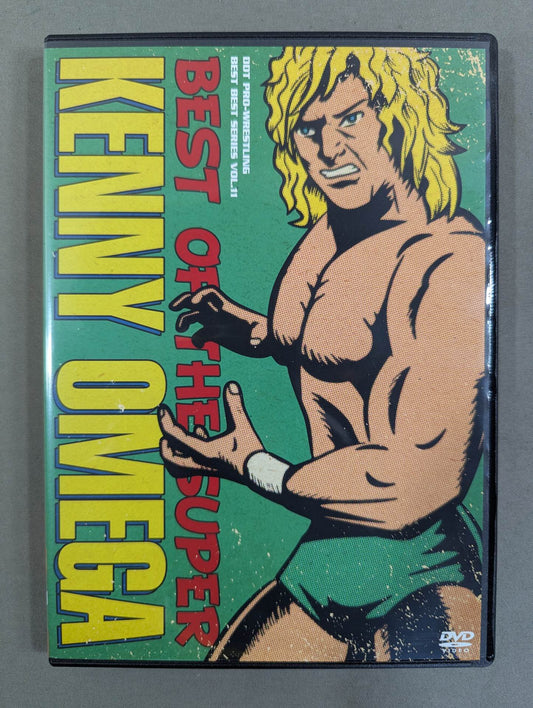 DDT PRO-WRESTLING
BEST BEST SERIES VOL.11
BEST OF THE SUPER
KENNY OMEGA
DVD
VIDEO